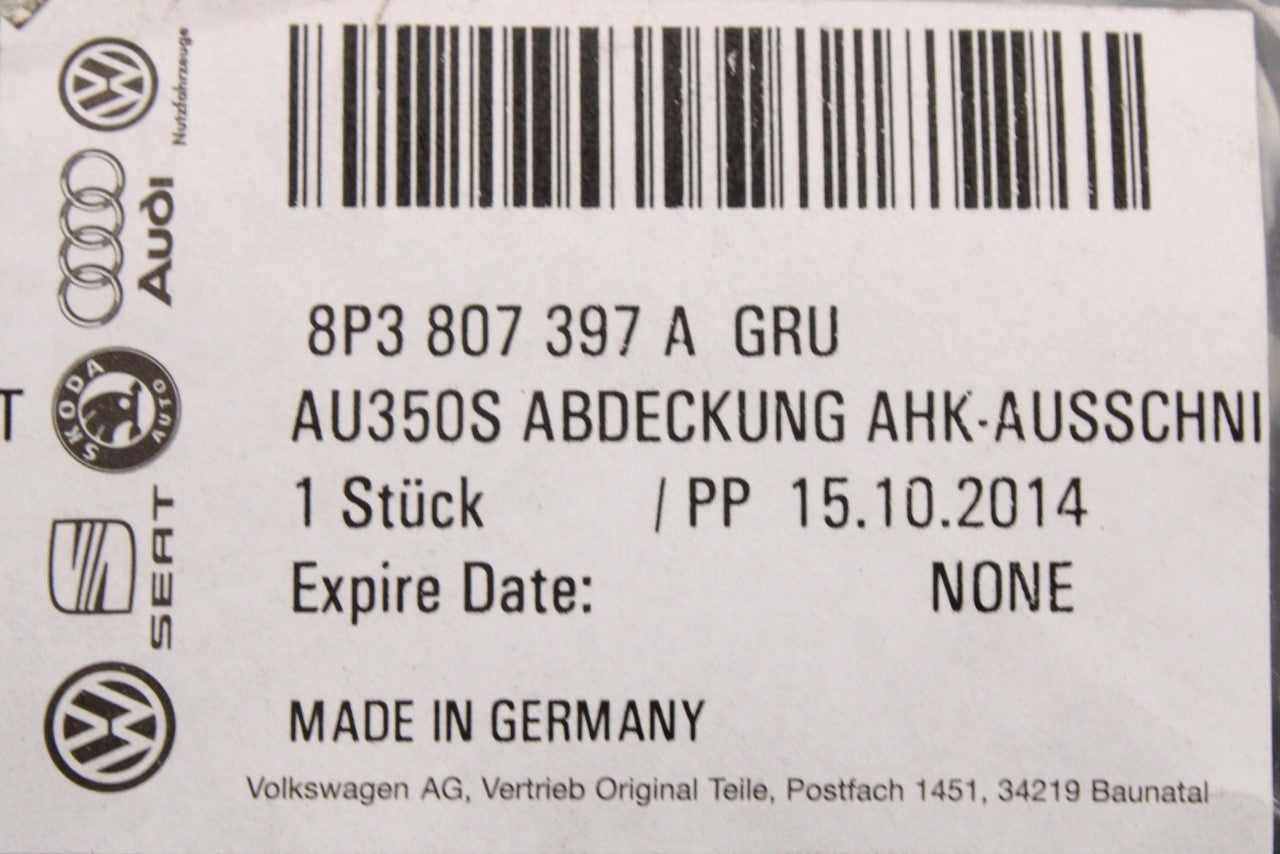 8P3 807 397 A GRU
AU350S ABDECKUNG AHK-AUSSCHNI
1 Stück / PP 15.10.2014
Expire Date: NONE
MADE IN GERMANY
Volkswagen AG, Vertrieb Original Teile, Postfach 1451, 34219 Baunatal
Nutzfahrzeuge
Audi
SKODA
AUTO
SEAT
T